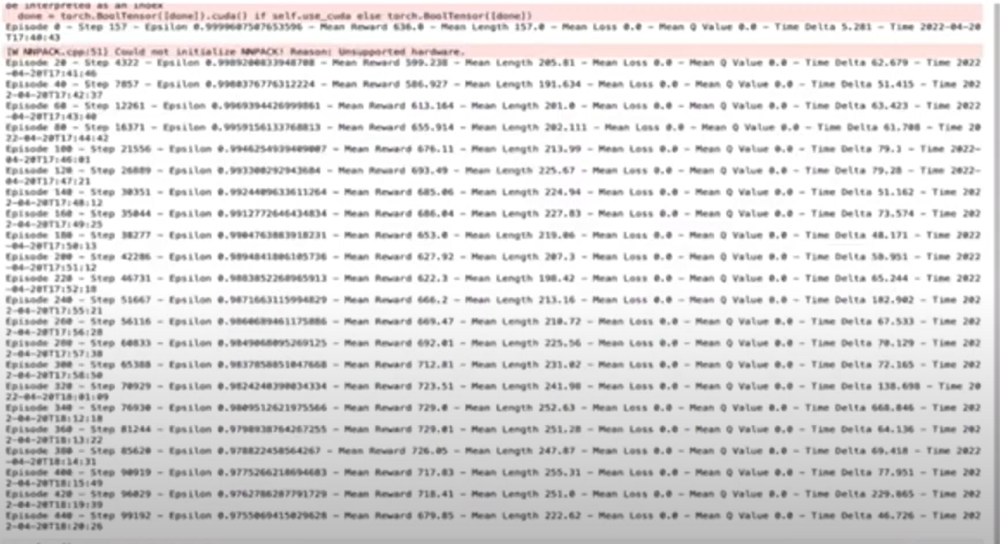 be interpreted as an index
done = torch.BoolTensor([done]).cuda() if self.use_cuda else torch.BoolTensor([done])
Episode 0 - Step 157 - Epsilon 0.9999607507653596 - Mean Reward 636.0 - Mean Length 157.0 - Mean Loss 0.0 - Mean Q Value 0.0 - Time Delta 5.281 - Time 2022-04-20
T17:40:43
[W NNPACK.cpp:51] Could not initialize NNPACK! Reason: Unsupported hardware.
Episode 20 - Step 4322 - Epsilon 0.9989200833948708 - Mean Reward 599.238 - Mean Length 205.81 - Mean Loss 0.0 - Mean Q Value 0.0 - Time Delta 62.679 - Time 2022
-04-20T17:41:46
Episode 40 - Step 7857 - Epsilon 0.9980376776312224 - Mean Reward 586.927 - Mean Length 191.634 - Mean Loss 0.0 - Mean Q Value 0.0 - Time Delta 51.415 - Time 202
2-04-20T17:42:37
Episode 60 - Step 12261 - Epsilon 0.9969394426999861 - Mean Reward 613.164 - Mean Length 201.0 - Mean Loss 0.0 - Mean Q Value 0.0 - Time Delta 63.423 - Time 2022
-04-20T17:43:40
Episode 80 - Step 16371 - Epsilon 0.9959156133768813 - Mean Reward 655.914 - Mean Length 202.111 - Mean Loss 0.0 - Mean Q Value 0.0 - Time Delta 61.708 - Time 20
22-04-20T17:44:42
Episode 100 - Step 21556 - Epsilon 0.9946254939409807 - Mean Reward 676.11 - Mean Length 213.99 - Mean Loss 0.0 - Mean Q Value 0.0 - Time Delta 79.3 - Time 2022-
04-20T17:46:01
Episode 120 - Step 26889 - Epsilon 0.993300292943684 - Mean Reward 693.49 - Mean Length 225.67 - Mean Loss 0.0 - Mean Q Value 0.0 - Time Delta 79.28 - Time 2022-
04-20T17:47:21
Episode 140 - Step 30351 - Epsilon 0.9924409633611264 - Mean Reward 685.06 - Mean Length 224.94 - Mean Loss 0.0 - Mean Q Value 0.0 - Time Delta 51.162 - Time 202
2-04-20T17:48:12
Episode 160 - Step 35044 - Epsilon 0.9912772646434834 - Mean Reward 686.04 - Mean Length 227.83 - Mean Loss 0.0 - Mean Q Value 0.0 - Time Delta 73.574 - Time 202
2-04-20T17:49:25
Episode 180 - Step 38277 - Epsilon 0.9904763883918231 - Mean Reward 653.0 - Mean Length 219.06 - Mean Loss 0.0 - Mean Q Value 0.0 - Time Delta 48.171 - Time 2022
-04-20T17:50:13
Episode 200 - Step 42286 - Epsilon 0.9894841806105736 - Mean Reward 627.92 - Mean Length 207.3 - Mean Loss 0.0 - Mean Q Value 0.0 - Time Delta 58.951 - Time 2022
-04-20T17:51:12
Episode 220 - Step 46731 - Epsilon 0.9883852268965913 - Mean Reward 622.3 - Mean Length 198.42 - Mean Loss 0.0 - Mean Q Value 0.0 - Time Delta 65.244 - Time 2022
-04-20T17:52:18
Episode 240 - Step 51667 - Epsilon 0.9871663115994829 - Mean Reward 666.2 - Mean Length 213.16 - Mean Loss 0.0 - Mean Q Value 0.0 - Time Delta 182.902 - Time 202
2-04-20T17:55:21
Episode 260 - Step 56116 - Epsilon 0.9860689461175886 - Mean Reward 669.47 - Mean Length 210.72 - Mean Loss 0.0 - Mean Q Value 0.0 - Time Delta 67.533 - Time 202
2-04-20T17:56:28
Episode 280 - Step 60833 - Epsilon 0.9849068095269125 - Mean Reward 692.01 - Mean Length 225.56 - Mean Loss 0.0 - Mean Q Value 0.0 - Time Delta 70.129 - Time 202
2-04-20T17:57:38
Episode 300 - Step 65388 - Epsilon 0.9837858851047668 - Mean Reward 712.81 - Mean Length 231.02 - Mean Loss 0.0 - Mean Q Value 0.0 - Time Delta 72.165 - Time 202
2-04-20T17:58:50
Episode 320 - Step 70929 - Epsilon 0.9824240390034334 - Mean Reward 723.51 - Mean Length 241.98 - Mean Loss 0.0 - Mean Q Value 0.0 - Time Delta 138.698 - Time 20
22-04-20T18:01:09
Episode 340 - Step 76930 - Epsilon 0.9809512621975566 - Mean Reward 729.0 - Mean Length 252.63 - Mean Loss 0.0 - Mean Q Value 0.0 - Time Delta 668.846 - Time 202
2-04-20T18:12:18
Episode 360 - Step 81244 - Epsilon 0.9798938764267255 - Mean Reward 729.01 - Mean Length 251.28 - Mean Loss 0.0 - Mean Q Value 0.0 - Time Delta 64.136 - Time 202
2-04-20T18:13:22
Episode 380 - Step 85620 - Epsilon 0.978822458564267 - Mean Reward 726.05 - Mean Length 247.87 - Mean Loss 0.0 - Mean Q Value 0.0 - Time Delta 69.418 - Time 2022
-04-20T18:14:31
Episode 400 - Step 90919 - Epsilon 0.9775266218694683 - Mean Reward 717.83 - Mean Length 255.31 - Mean Loss 0.0 - Mean Q Value 0.0 - Time Delta 77.951 - Time 202
2-04-20T18:15:49
Episode 420 - Step 96029 - Epsilon 0.9762786287791729 - Mean Reward 718.41 - Mean Length 251.0 - Mean Loss 0.0 - Mean Q Value 0.0 - Time Delta 229.865 - Time 202
2-04-20T18:19:39
Episode 440 - Step 99192 - Epsilon 0.9755069415029628 - Mean Reward 679.85 - Mean Length 222.62 - Mean Loss 0.0 - Mean Q Value 0.0 - Time Delta 46.726 - Time 202
2-04-20T18:20:26